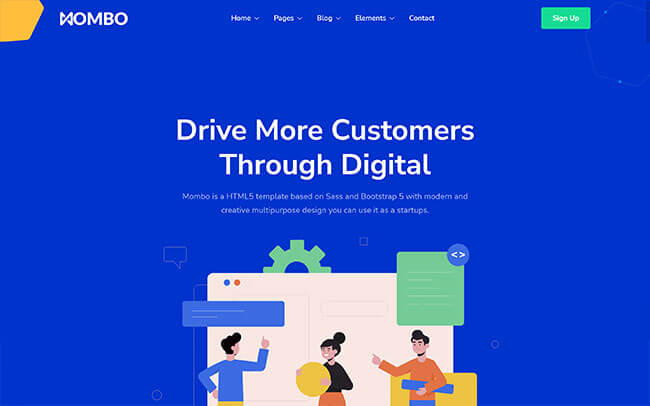 MOMBO
Home Pages Blog Elements Contact
Sign Up
Drive More Customers
Through Digital
Mombo is a HTML5 template based on Sass and Bootstrap 5 with modern and
creative multipurpose design you can use it as a startups.
< >